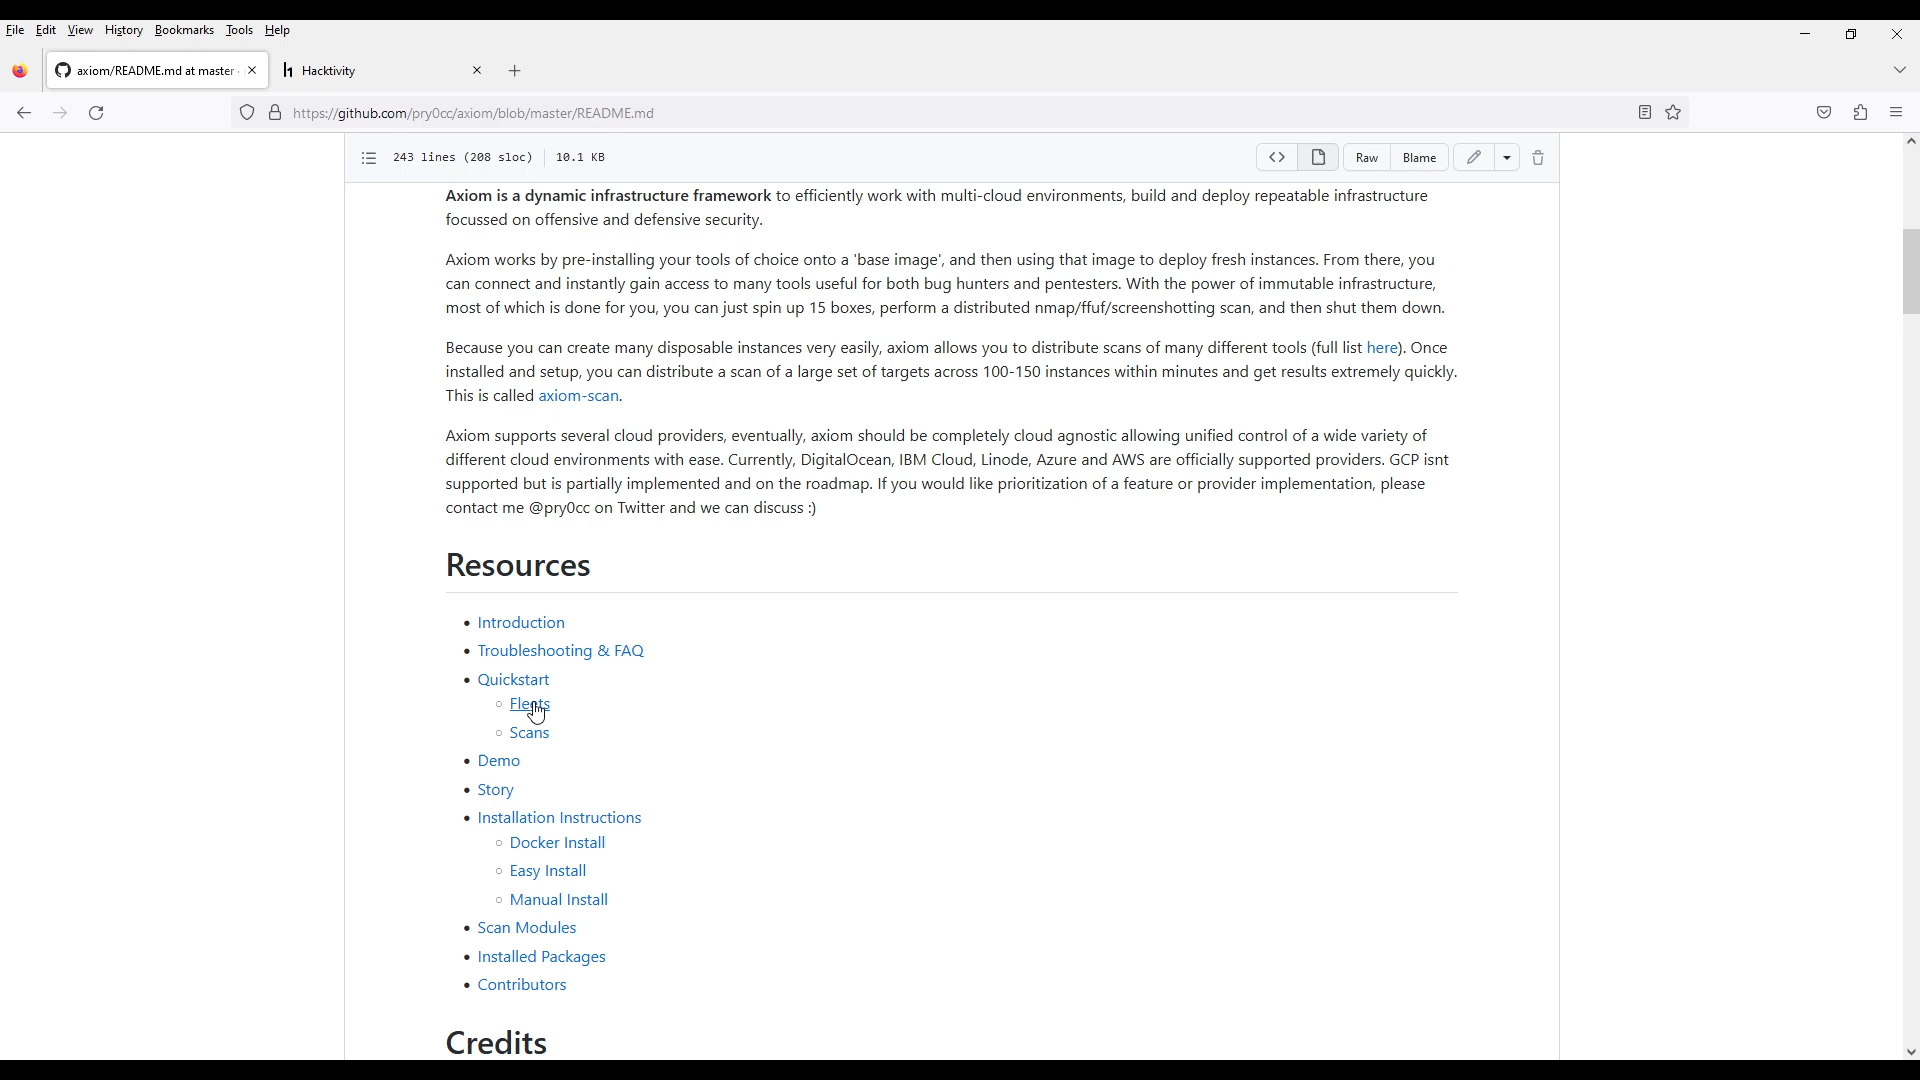 File Edit View History Bookmarks Tools Help
axiom/README.md at master · Hacktivity
https://github.com/pry0cc/axiom/blob/master/README.md
243 lines (208 sloc) 10.1 KB Raw Blame
Axiom is a dynamic infrastructure framework to efficiently work with multi-cloud environments, build and deploy repeatable infrastructure
focussed on offensive and defensive security.
Axiom works by pre-installing your tools of choice onto a 'base image', and then using that image to deploy fresh instances. From there, you
can connect and instantly gain access to many tools useful for both bug hunters and pentesters. With the power of immutable infrastructure,
most of which is done for you, you can just spin up 15 boxes, perform a distributed nmap/ffuf/screenshotting scan, and then shut them down.
Because you can create many disposable instances very easily, axiom allows you to distribute scans of many different tools (full list here). Once
installed and setup, you can distribute a scan of a large set of targets across 100-150 instances within minutes and get results extremely quickly.
This is called axiom-scan.
Axiom supports several cloud providers, eventually, axiom should be completely cloud agnostic allowing unified control of a wide variety of
different cloud environments with ease. Currently, DigitalOcean, IBM Cloud, Linode, Azure and AWS are officially supported providers. GCP isnt
supported but is partially implemented and on the roadmap. If you would like prioritization of a feature or provider implementation, please
contact me @pry0cc on Twitter and we can discuss :)
Resources
Introduction
Troubleshooting & FAQ
Quickstart
Fleets
Scans
Demo
Story
Installation Instructions
Docker Install
Easy Install
Manual Install
Scan Modules
Installed Packages
Contributors
Credits